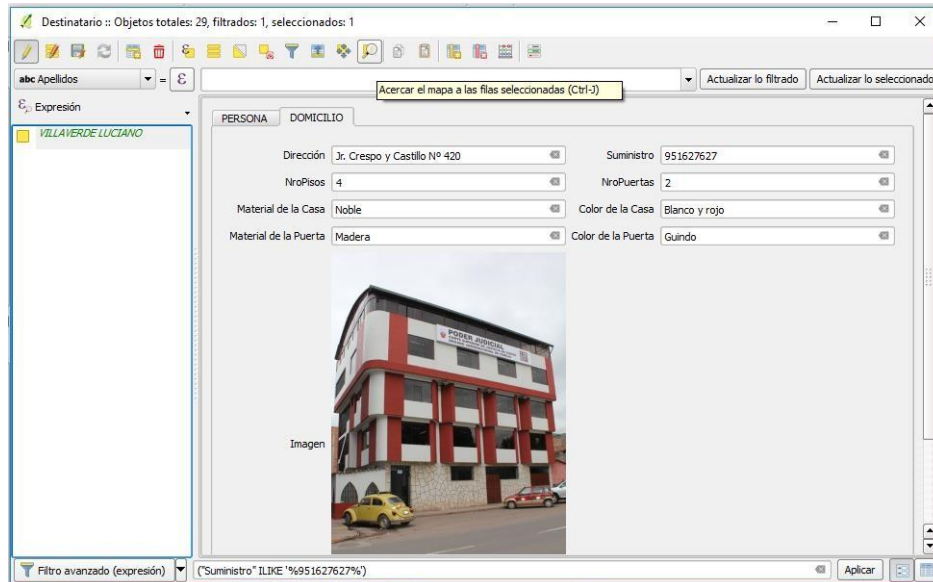 Destinatario :: Objetos totales: 29, filtrados: 1, seleccionados: 1
abc Apellidos = ε Actualizar lo filtrado Actualizar lo seleccionado
Acercar el mapa a las filas seleccionadas (Ctrl-J)
Expresión
VILLAVERDE LUCIANO
PERSONA DOMICILIO
Dirección Jr. Crespo y Castillo Nº 420 Suministro 951627627
NroPisos 4 NroPuertas 2
Material de la Casa Noble Color de la Casa Blanco y rojo
Material de la Puerta Madera Color de la Puerta Guindo
PODER JUDICIAL
Imagen
Filtro avanzado (expresión) ("Suministro" ILIKE '%951627627%') Aplicar